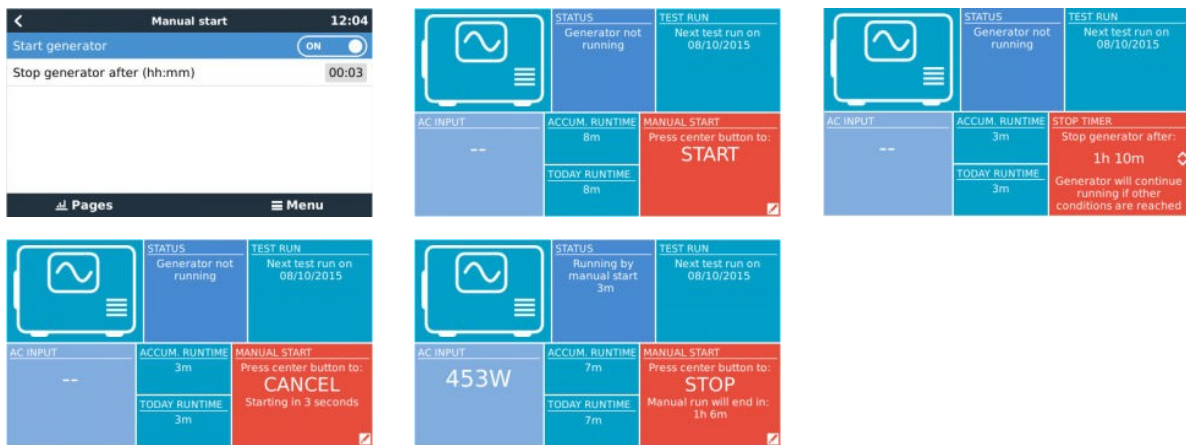 Manual start 12:04
Start generator ON
Stop generator after (hh:mm) 00:03
Pages Menu
STATUS
Generator not
running
TEST RUN
Next test run on
08/10/2015
AC INPUT
--
ACCUM. RUNTIME
8m
TODAY RUNTIME
8m
MANUAL START
Press center button to:
START
STATUS
Generator not
running
TEST RUN
Next test run on
08/10/2015
AC INPUT
--
ACCUM. RUNTIME
3m
TODAY RUNTIME
3m
STOP TIMER
Stop generator after:
1h 10m
Generator will continue
running if other
conditions are reached
STATUS
Generator not
running
TEST RUN
Next test run on
08/10/2015
AC INPUT
--
ACCUM. RUNTIME
3m
TODAY RUNTIME
3m
MANUAL START
Press center button to:
CANCEL
Starting in 3 seconds
STATUS
Running by
manual start
3m
TEST RUN
Next test run on
08/10/2015
AC INPUT
453W
ACCUM. RUNTIME
7m
TODAY RUNTIME
7m
MANUAL START
Press center button to:
STOP
Manual run will end in:
1h 6m